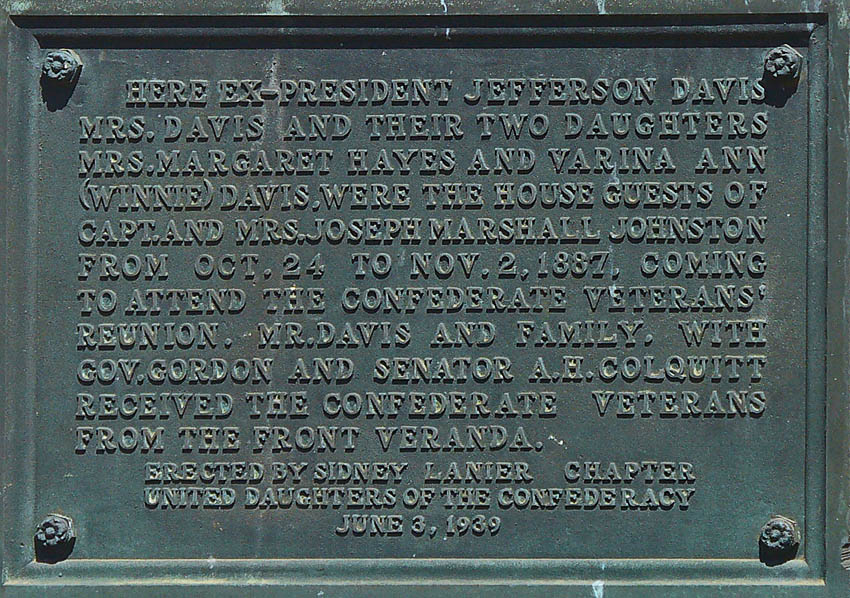 HERE EX-PRESIDENT JEFFERSON DAVIS
MRS. DAVIS AND THEIR TWO DAUGHTERS
MRS. MARGARET HAYES AND VARINA ANN
(WINNIE) DAVIS, WERE THE HOUSE GUESTS OF
CAPT. AND MRS. JOSEPH MARSHALL JOHNSTON
FROM OCT. 24 TO NOV. 2, 1887, COMING
TO ATTEND THE CONFEDERATE VETERANS'
REUNION. MR. DAVIS AND FAMILY, WITH
GOV. GORDON AND SENATOR A.H. COLQUITT
RECEIVED THE CONFEDERATE VETERANS
FROM THE FRONT VERANDA.
ERECTED BY SIDNEY LANIER CHAPTER
UNITED DAUGHTERS OF THE CONFEDERACY
JUNE 3, 1939